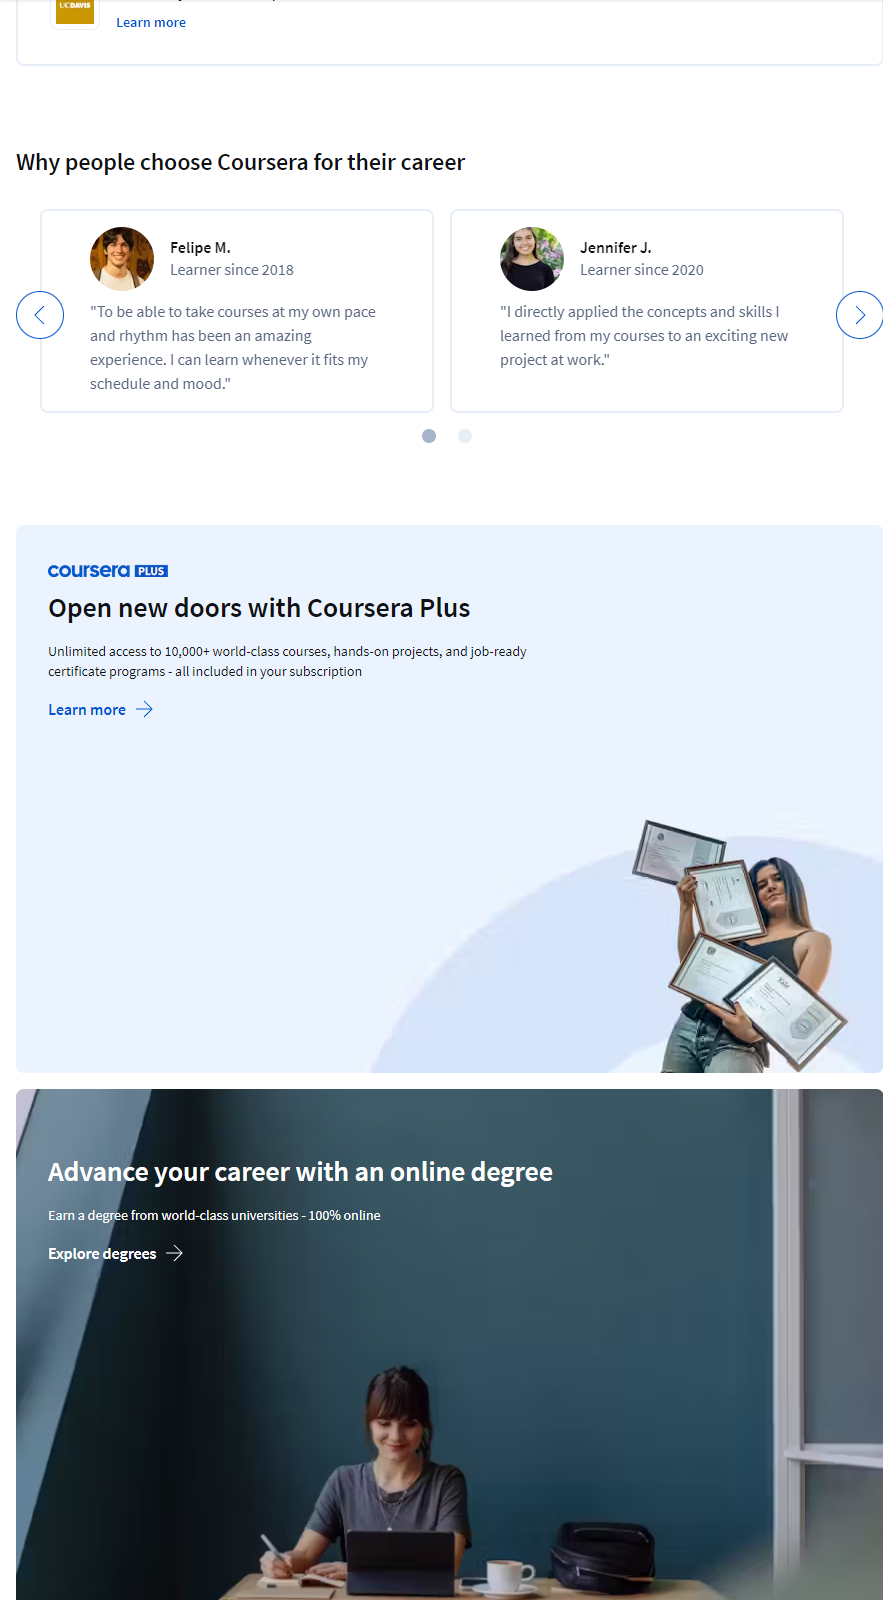 UCDAVIS
Learn more
Why people choose Coursera for their career
Felipe M.
Learner since 2018
"To be able to take courses at my own pace
and rhythm has been an amazing
experience. I can learn whenever it fits my
schedule and mood."
Jennifer J.
Learner since 2020
"I directly applied the concepts and skills I
learned from my courses to an exciting new
project at work."
coursera PLUS
Open new doors with Coursera Plus
Unlimited access to 10,000+ world-class courses, hands-on projects, and job-ready
certificate programs - all included in your subscription
Learn more
Yale
Advance your career with an online degree
Earn a degree from world-class universities - 100% online
Explore degrees